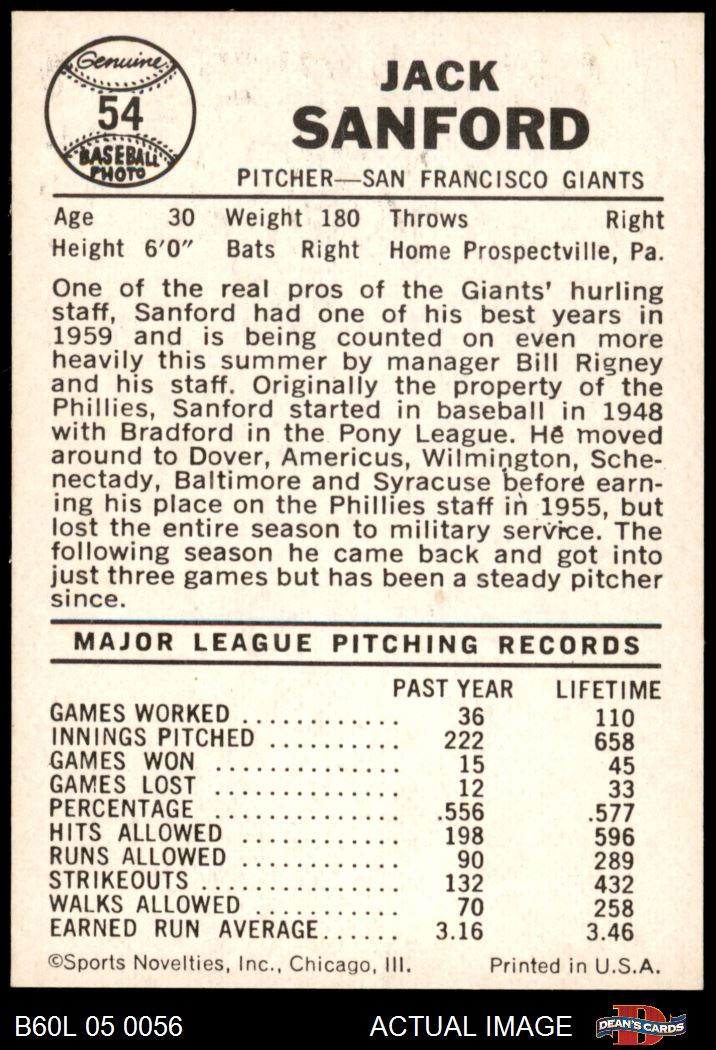 Genuine
54
BASEBALL
PHOTO
JACK
SANFORD
PITCHER—SAN FRANCISCO GIANTS
Age 30 Weight 180 Throws Right
Height 6'0" Bats Right Home Prospectville, Pa.
One of the real pros of the Giants' hurling
staff, Sanford had one of his best years in
1959 and is being counted on even more
heavily this summer by manager Bill Rigney
and his staff. Originally the property of the
Phillies, Sanford started in baseball in 1948
with Bradford in the Pony League. He moved
around to Dover, Americus, Wilmington, Sche-
nectady, Baltimore and Syracuse before earn-
ing his place on the Phillies staff in 1955, but
lost the entire season to military service. The
following season he came back and got into
just three games but has been a steady pitcher
since.
MAJOR LEAGUE PITCHING RECORDS
PAST YEAR LIFETIME
GAMES WORKED ............ 36 110
INNINGS PITCHED .......... 222 658
GAMES WON .............. 15 45
GAMES LOST .............. 12 33
PERCENTAGE .............. .556 .577
HITS ALLOWED ............ 198 596
RUNS ALLOWED ............ 90 289
STRIKEOUTS ............... 132 432
WALKS ALLOWED ........... 70 258
EARNED RUN AVERAGE...... 3.16 3.46
©Sports Novelties, Inc., Chicago, Ill. Printed in U.S.A.
B60L 05 0056 ACTUAL IMAGE D DEAN'S CARDS